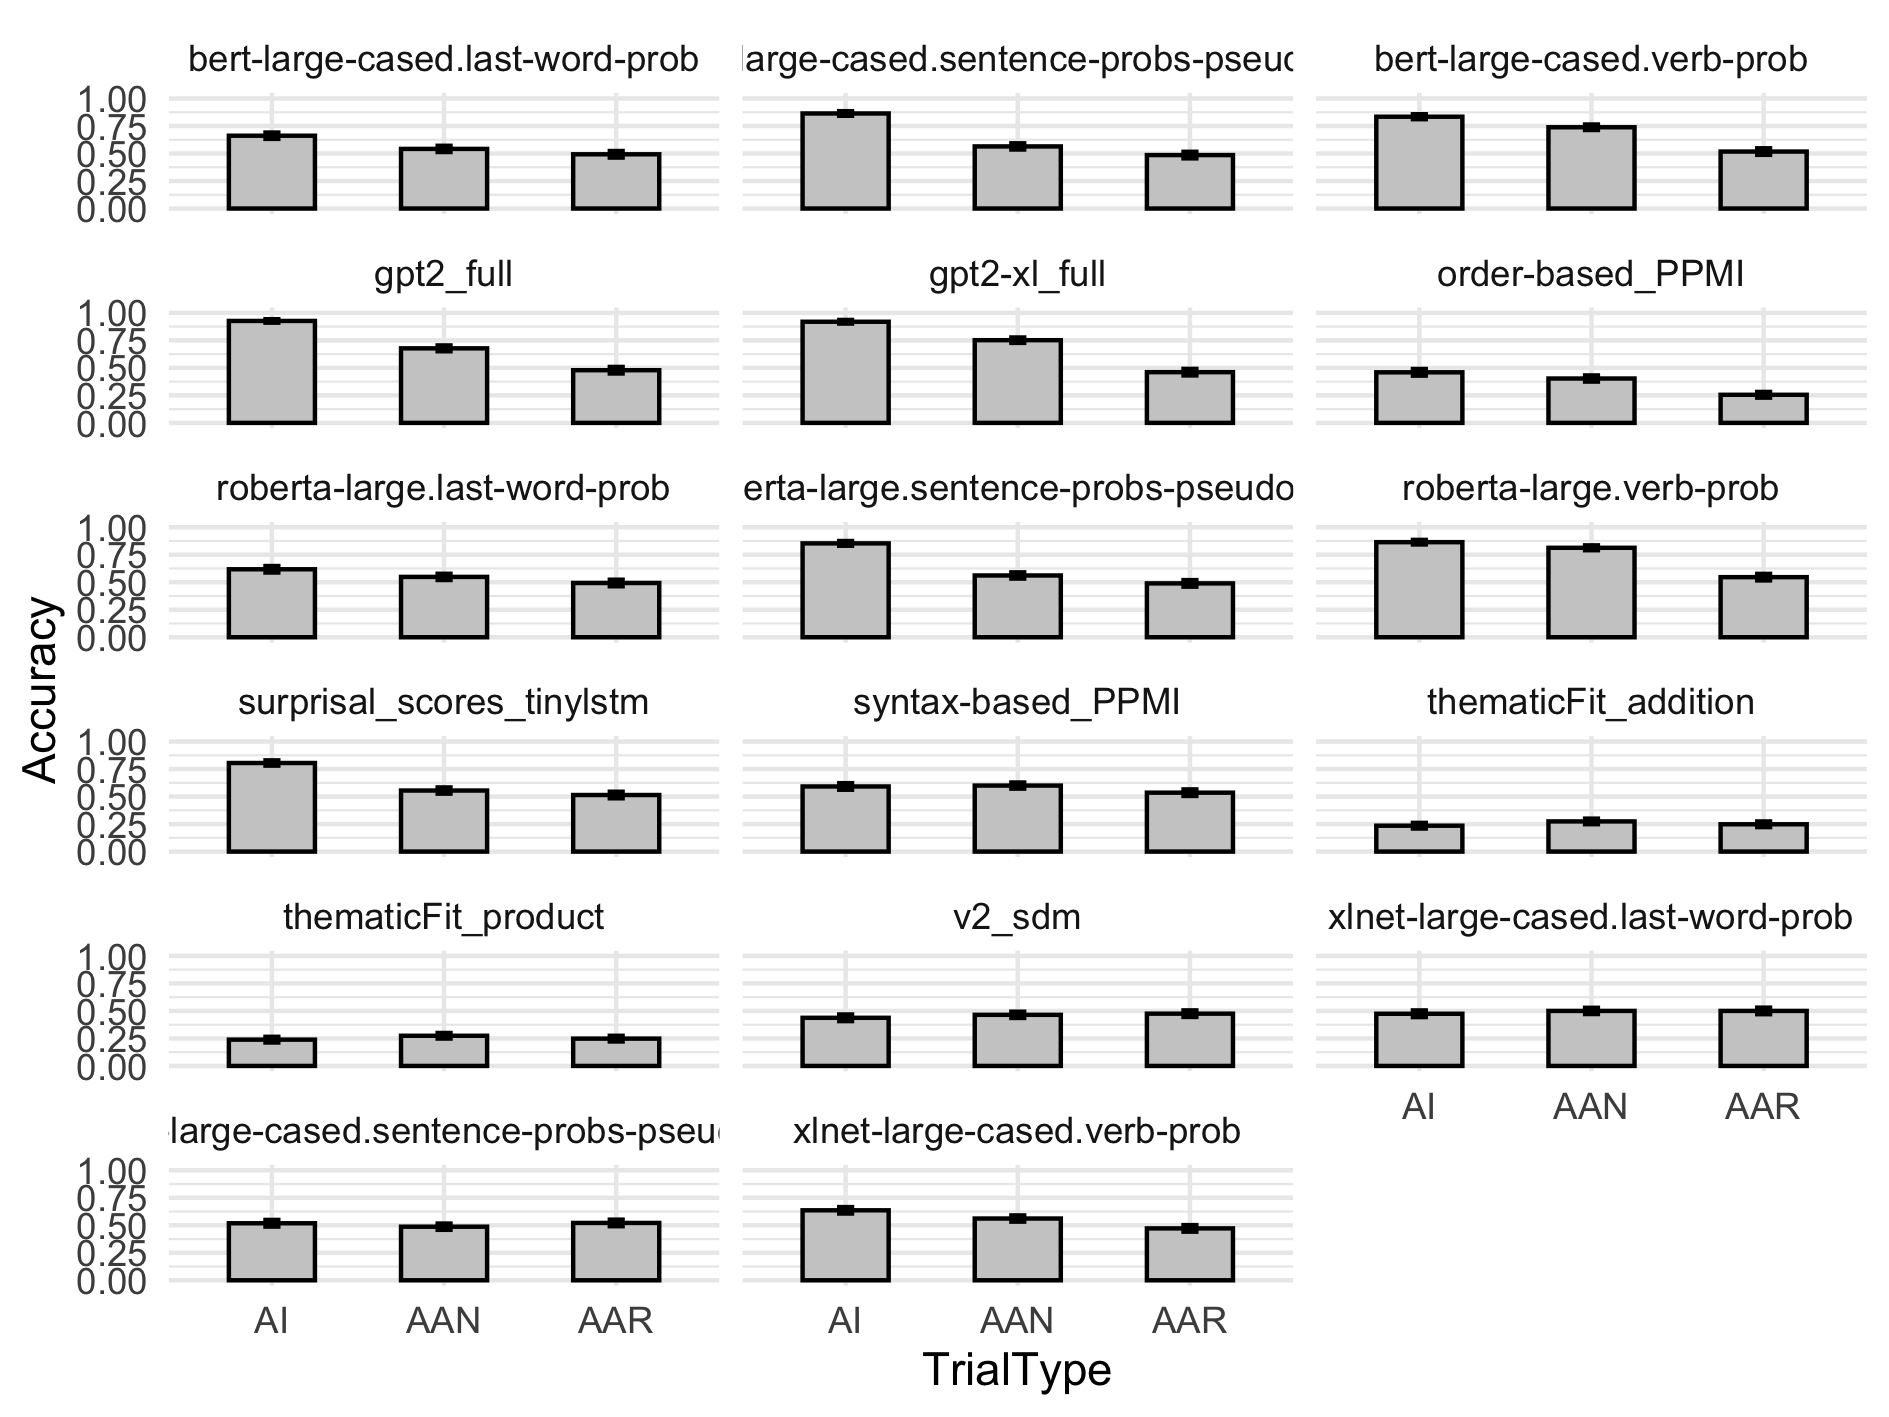 bert-large-cased.last-word-prob
large-cased.sentence-probs-pseud
bert-large-cased.verb-prob
1.00
0.75
0.50
0.25
0.00
gpt2_full
gpt2-xl_full
order-based_PPMI
1.00
0.75
0.50
0.25
0.00
roberta-large.last-word-prob
erta-large.sentence-probs-pseudo
roberta-large.verb-prob
1.00
0.75
0.50
0.25
0.00
Accuracy
surprisal_scores_tinylstm
syntax-based_PPMI
thematicFit_addition
1.00
0.75
0.50
0.25
0.00
thematicFit_product
v2_sdm
xlnet-large-cased.last-word-prob
1.00
0.75
0.50
0.25
0.00
AI AAN AAR
-large-cased.sentence-probs-pseud
xlnet-large-cased.verb-prob
1.00
0.75
0.50
0.25
0.00
AI AAN AAR
AI AAN AAR
TrialType